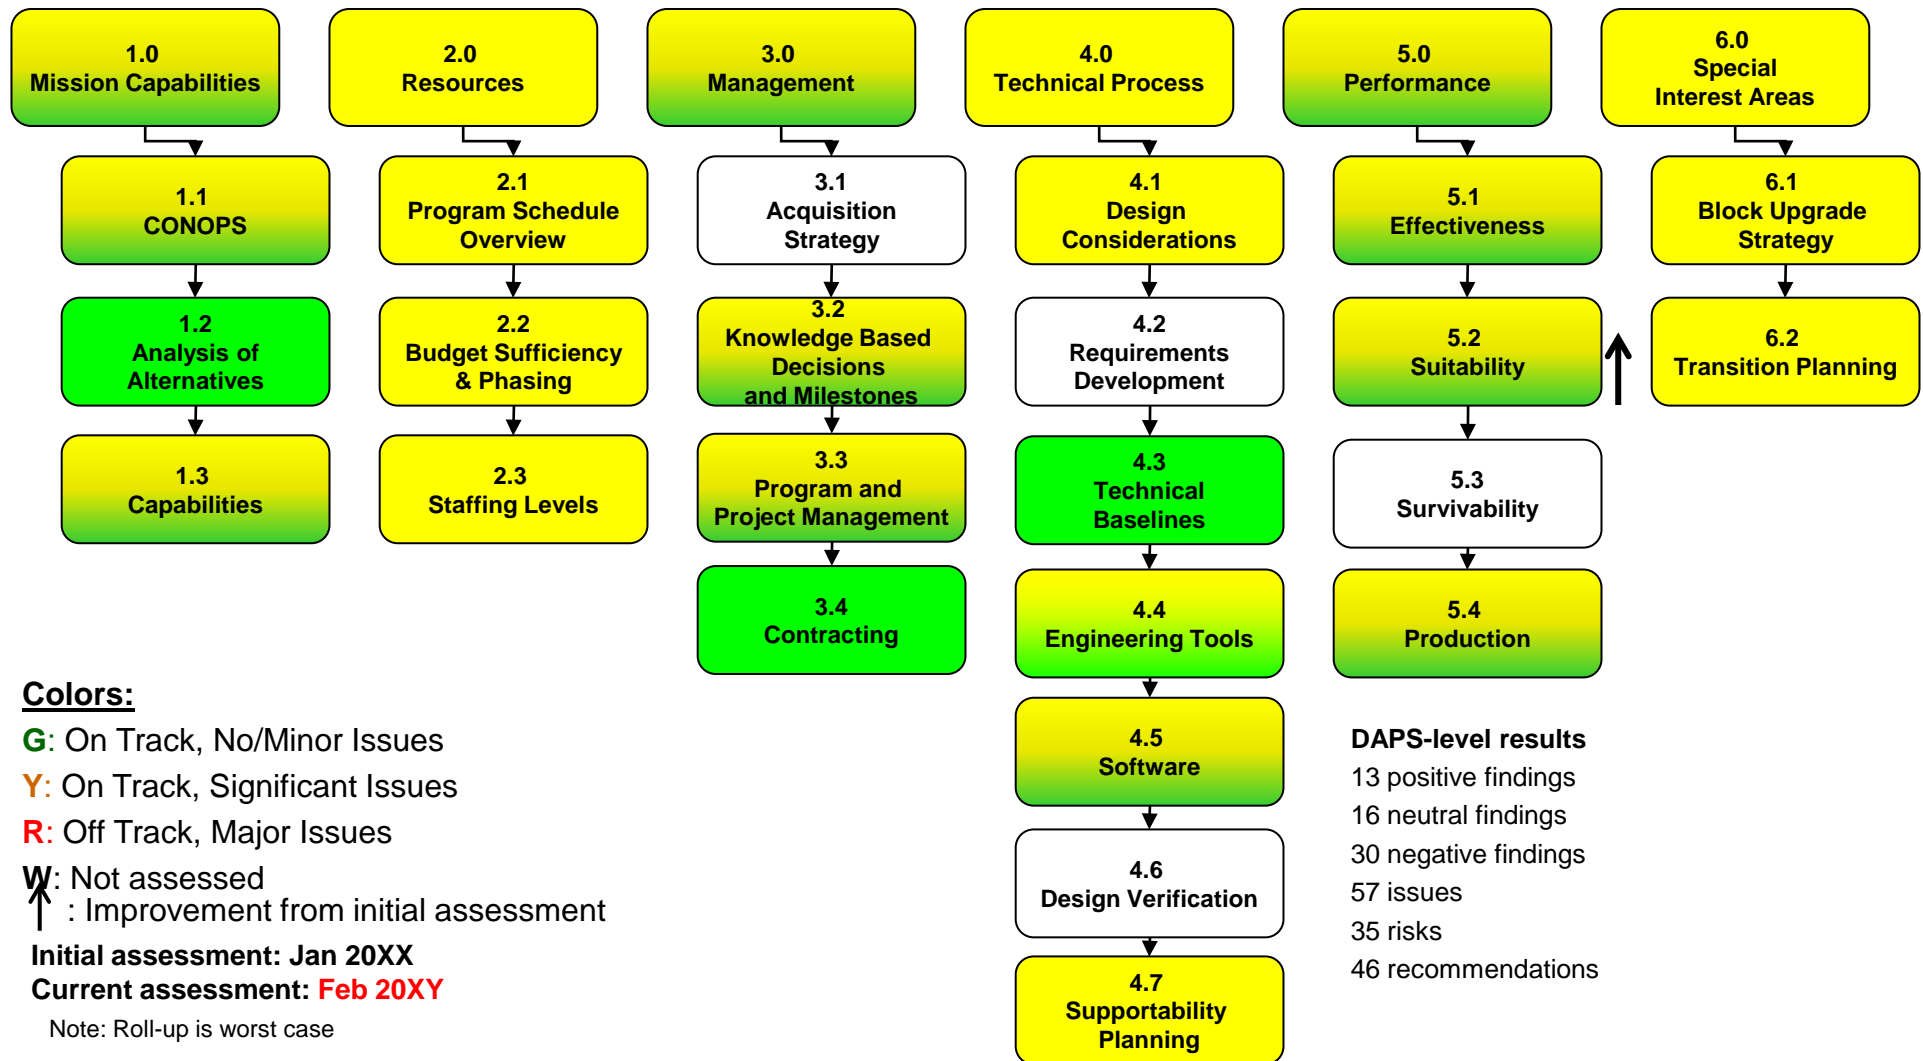 1.0
Mission Capabilities
2.0
Resources
3.0
Management
4.0
Technical Process
5.0
Performance
6.0
Special
Interest Areas
1.1
CONOPS
1.2
Analysis of
Alternatives
1.3
Capabilities
2.1
Program Schedule
Overview
2.2
Budget Sufficiency
& Phasing
2.3
Staffing Levels
3.1
Acquisition
Strategy
3.2
Knowledge Based
Decisions
and Milestones
3.3
Program and
Project Management
3.4
Contracting
4.1
Design
Considerations
4.2
Requirements
Development
4.3
Technical
Baselines
4.4
Engineering Tools
4.5
Software
4.6
Design Verification
4.7
Supportability
Planning
5.1
Effectiveness
5.2
Suitability
5.3
Survivability
5.4
Production
6.1
Block Upgrade
Strategy
6.2
Transition Planning
Colors:
G: On Track, No/Minor Issues
Y: On Track, Significant Issues
R: Off Track, Major Issues
W: Not assessed
: Improvement from initial assessment
Initial assessment: Jan 20XX
Current assessment: Feb 20XY
Note: Roll-up is worst case
DAPS-level results
13 positive findings
16 neutral findings
30 negative findings
57 issues
35 risks
46 recommendations